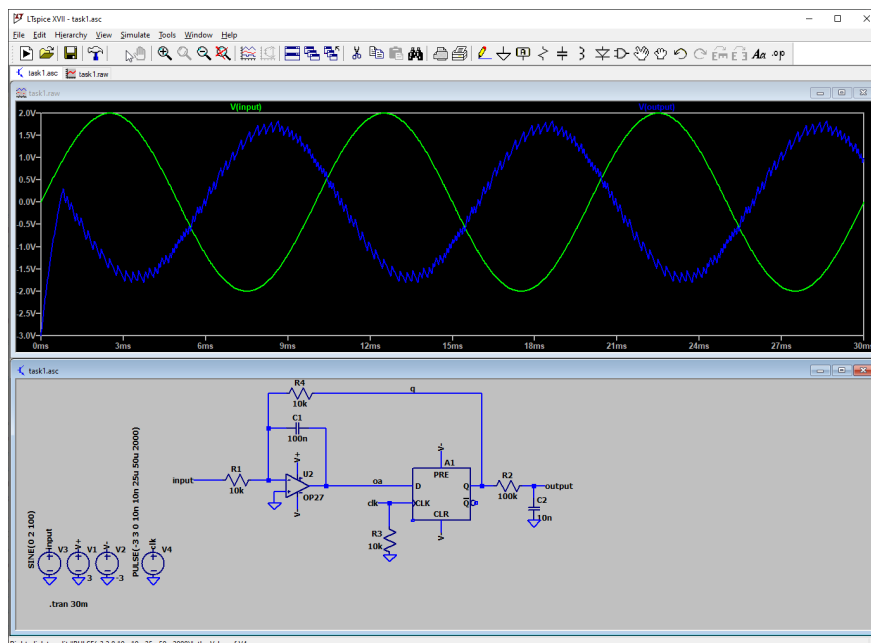 LTspice XVII - task1.asc
File Edit Hierarchy View Simulate Tools Window Help
task1.asc task1.raw
task1.raw
V(input) V(output)
2.0V
1.5V
1.0V
0.5V
0.0V
-0.5V
-1.0V
-1.5V
-2.0V
-2.5V
-3.0V
0ms 3ms 6ms 9ms 12ms 15ms 18ms 21ms 24ms 27ms 30ms
task1.asc
R4
10k
q
C1
100n
V+
U2
OP27
V-
input
R1
10k
oa
V-
A1
PRE
D Q
clk CLK Q
CLR
V-
R3
10k
R2
100k
output
C2
10n
SINE(0 2 100)
input
V3
V+
V1
3
V-
V2
-3
PULSE(-3 3 0 10n 10n 25u 50u 2000)
clk
V4
.tran 30m